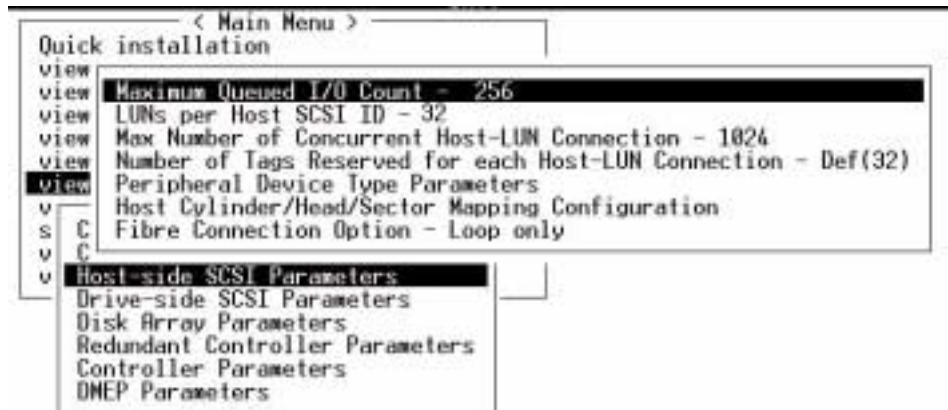 < Main Menu >
Quick installation
view
view
view
view
view
view
v
s
v
v
Maximum Queued I/O Count - 256
LUNs per Host SCSI ID - 32
Max Number of Concurrent Host-LUN Connection - 1024
Number of Tags Reserved for each Host-LUN Connection - Def(32)
Peripheral Device Type Parameters
Host Cylinder/Head/Sector Mapping Configuration
Fibre Connection Option - Loop only
C
C
Host-side SCSI Parameters
Drive-side SCSI Parameters
Disk Array Parameters
Redundant Controller Parameters
Controller Parameters
DMEP Parameters